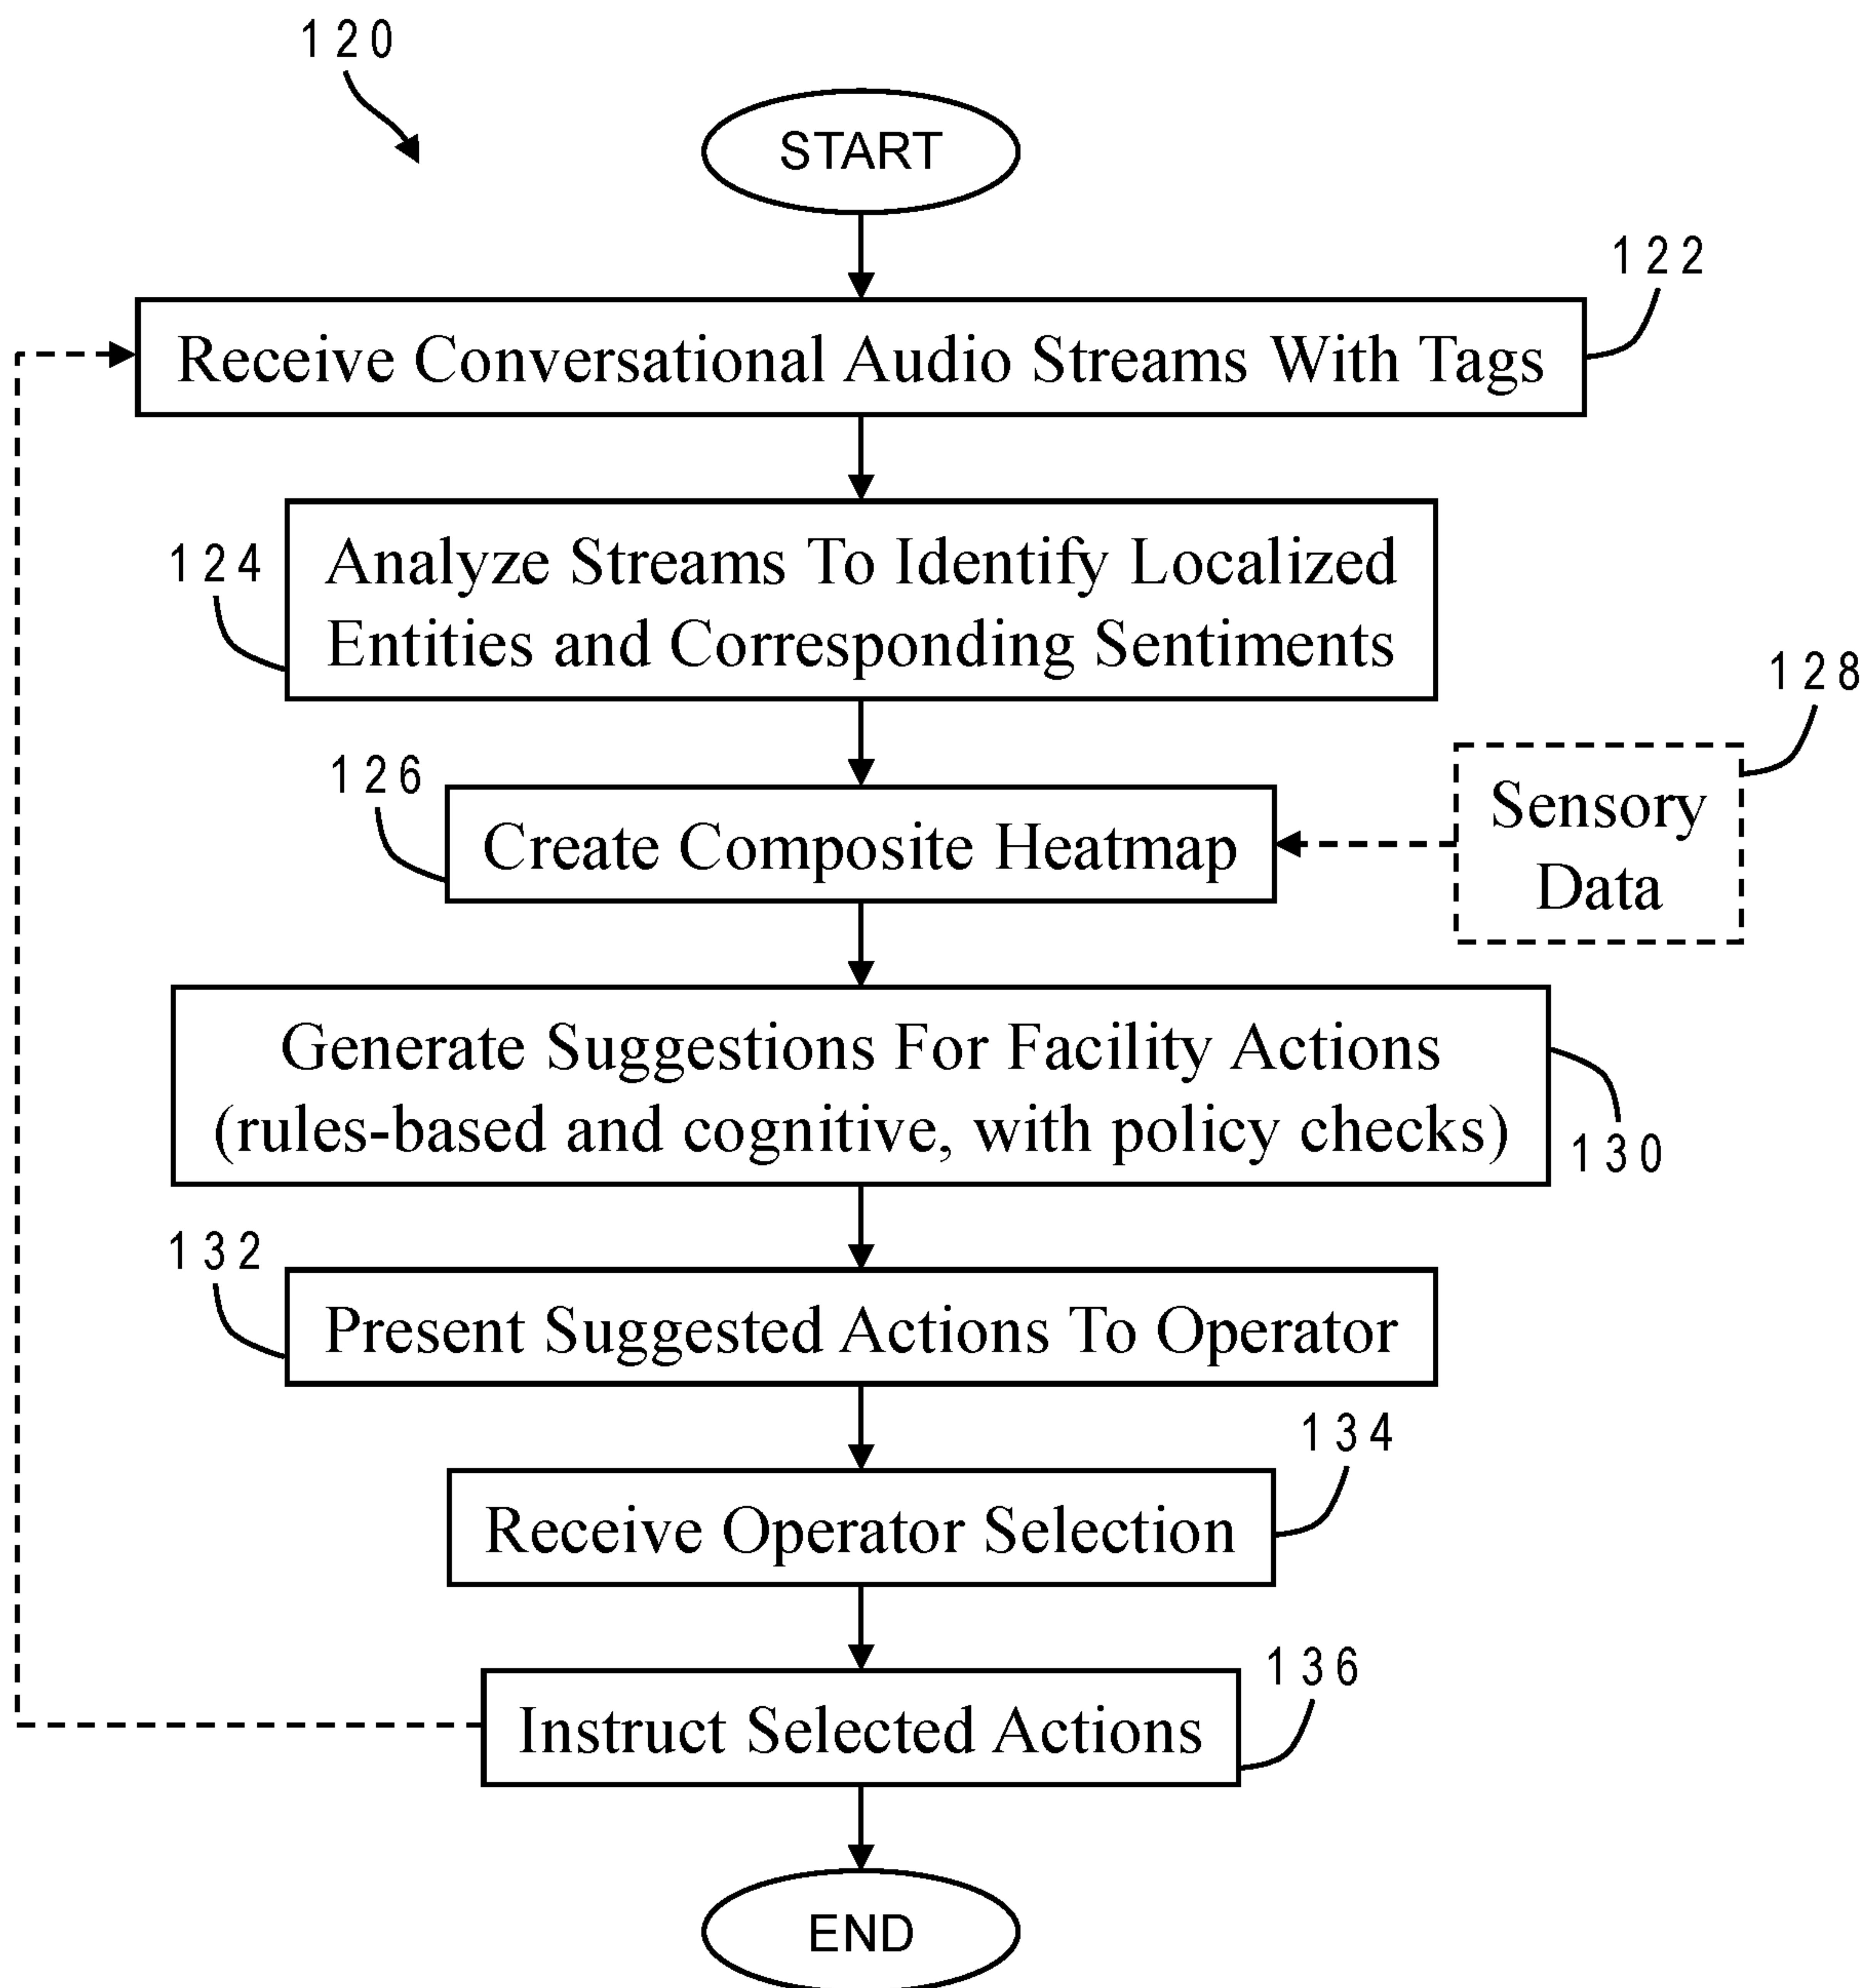 120
START
122
Receive Conversational Audio Streams With Tags
124
Analyze Streams To Identify Localized
Entities and Corresponding Sentiments
128
126
Create Composite Heatmap
Sensory
Data
Generate Suggestions For Facility Actions
(rules-based and cognitive, with policy checks)
130
132
Present Suggested Actions To Operator
134
Receive Operator Selection
136
Instruct Selected Actions
END